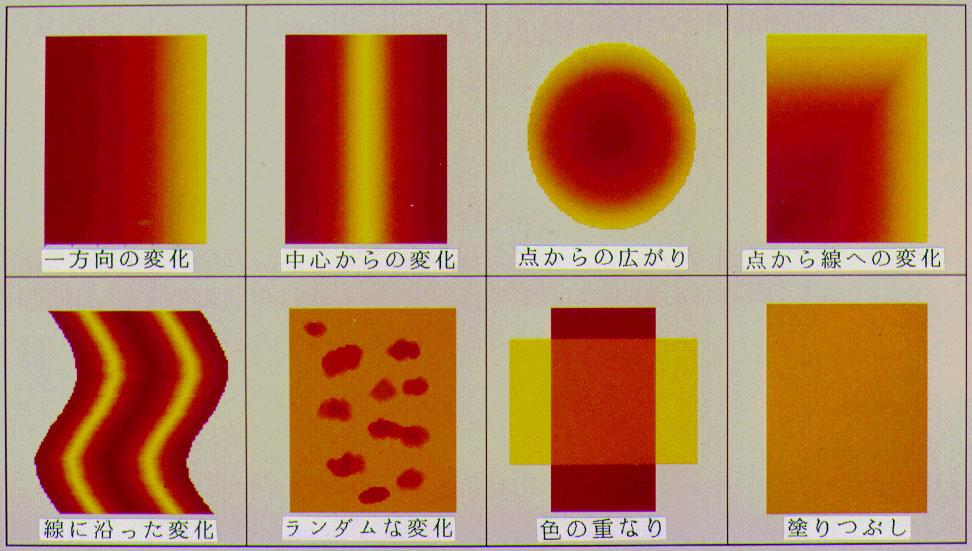 一方向の変化
中心からの変化
点からの広がり
点から線への変化
線に沿った変化
ランダムな変化
色の重なり
塗りつぶし